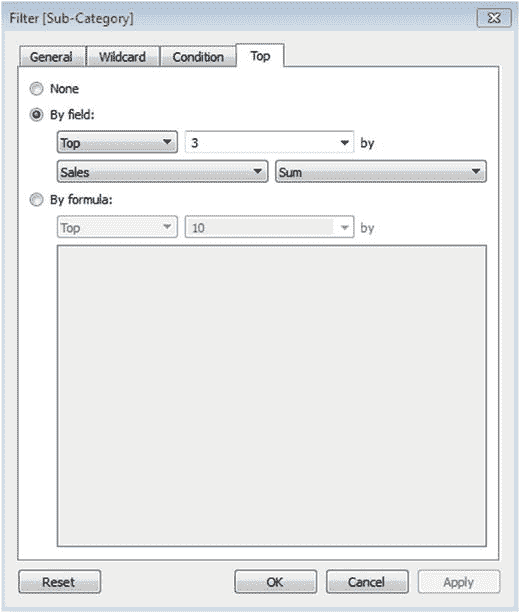 Filter [Sub-Category]
General Wildcard Condition Top
None
By field:
Top 3 by
Sales Sum
By formula:
Top 10 by
Reset OK Cancel Apply